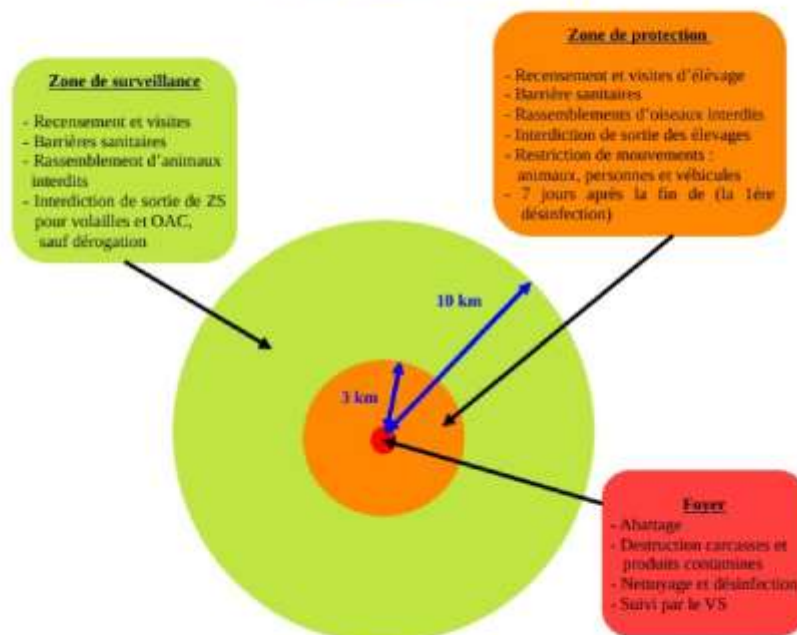 Zone de surveillance
- Recensement et visites
- Barrières sanitaires
- Rassemblement d'animaux
interdits
- Interdiction de sortie de ZS
pour volailles et OAC,
sauf dérogation
Zone de protection
- Recensement et visites d'élèvage
- Barrière sanitaires
- Rassemblements d'oiseaux interdits
- Interdiction de sortie des élevages
- Restriction de mouvements :
animaux, personnes et véhicules
- 7 jours après la fin de (la 1ère
désinfection)
10 km
3 km
Foyer
- Abattage
- Destruction carcasses et
produits contamines
- Nettoyage et désinfection
- Suivi par le VS